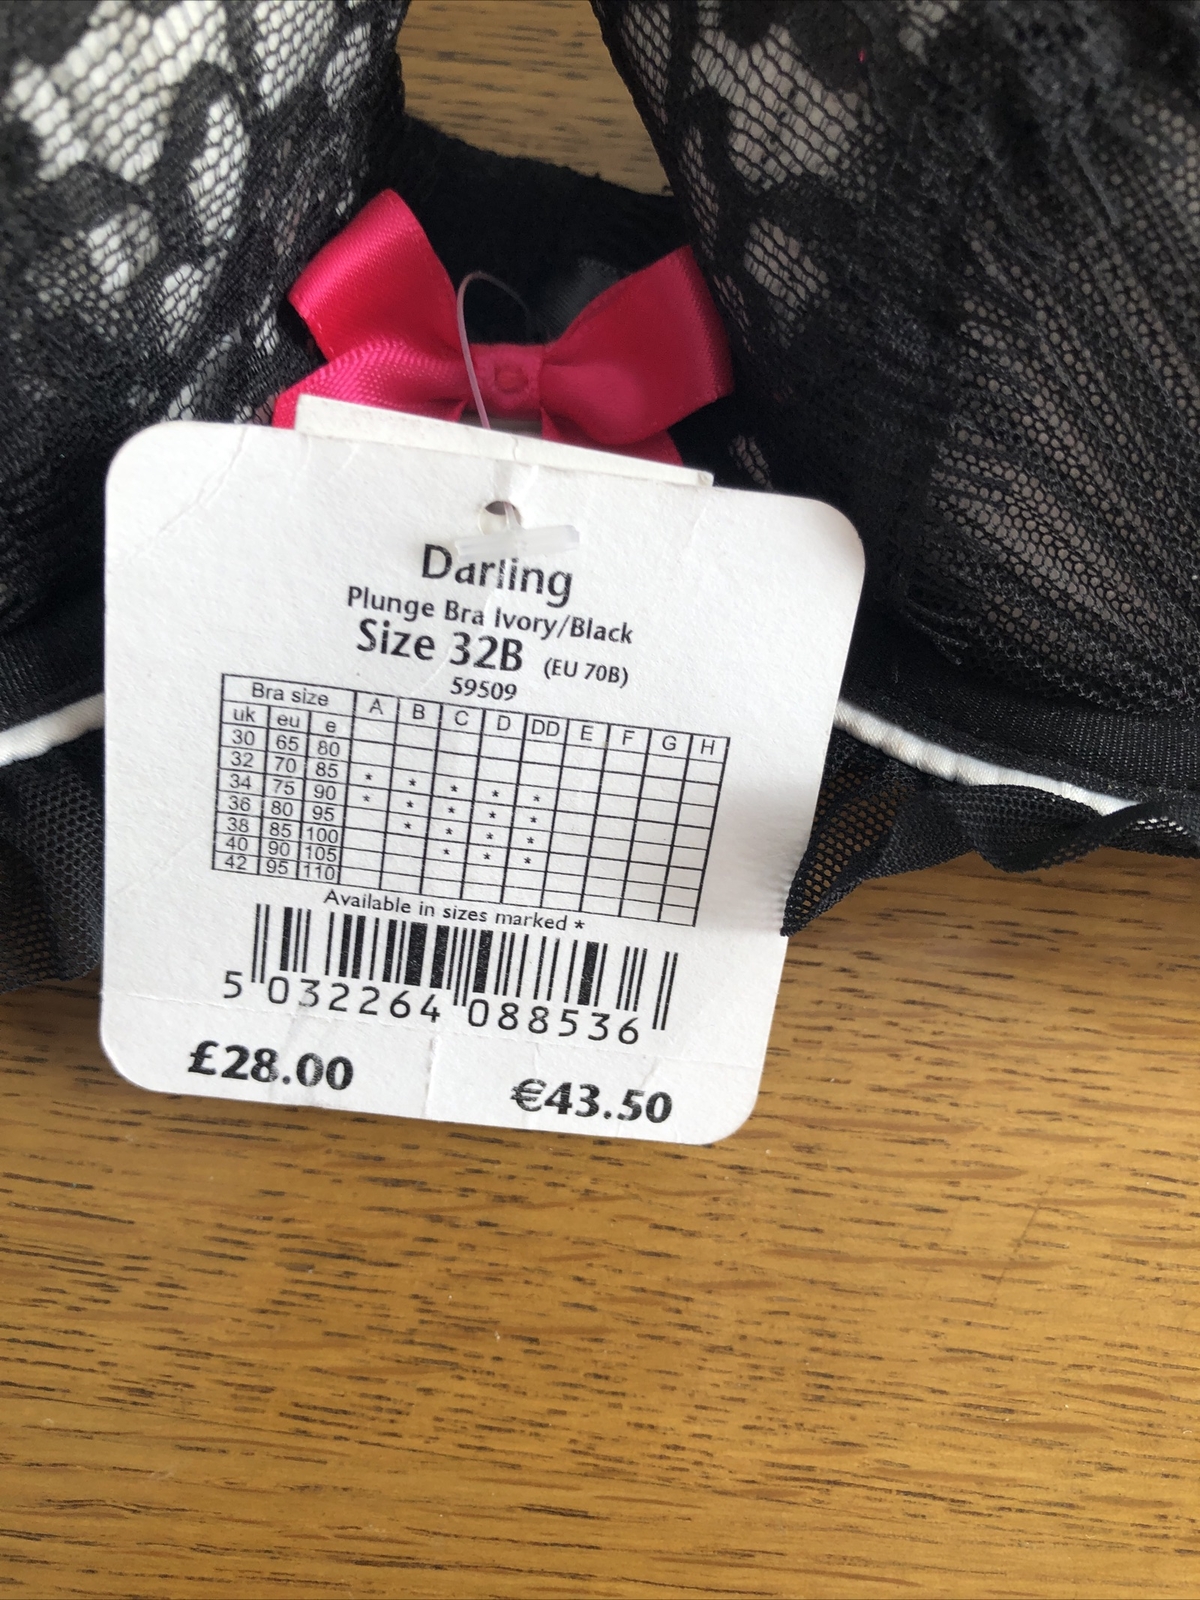 Darling
Plunge Bra Ivory/Black
Size 32B (EU 70B)
59509
Bra size A B C D DD E F G H
uk eu e
30 65 80
32 70 85 * * * * *
34 75 90 * * * * *
36 80 95 * * * *
38 85 100 * * *
40 90 105
42 95 110
Available in sizes marked *
5 032264 088536
£28.00 €43.50